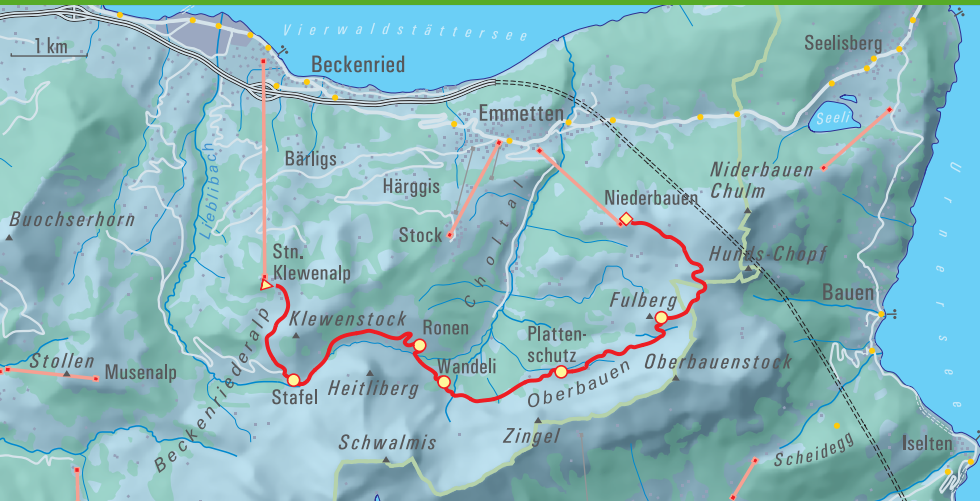 Vierwaldstättersee
1 km
Beckenried
Seelisberg
Emmetten
Seeli
Bärligs
Liebilibach
Härggis
Choltal
Niderbauen
Chulm
Niederbauen
Urnersee
Buochserhorn
Stock
Stn.
Klewenalp
Hunds-Chopf
Bauen
Fulberg
Klewenstock
Ronen
Platten-
schutz
Stollen
Musenalp
Beckenriederalp
Stafel
Heitliberg
Wandeli
Oberbauen
Oberbauenstock
Schwalmis
Zingel
Scheidegg
Iselten